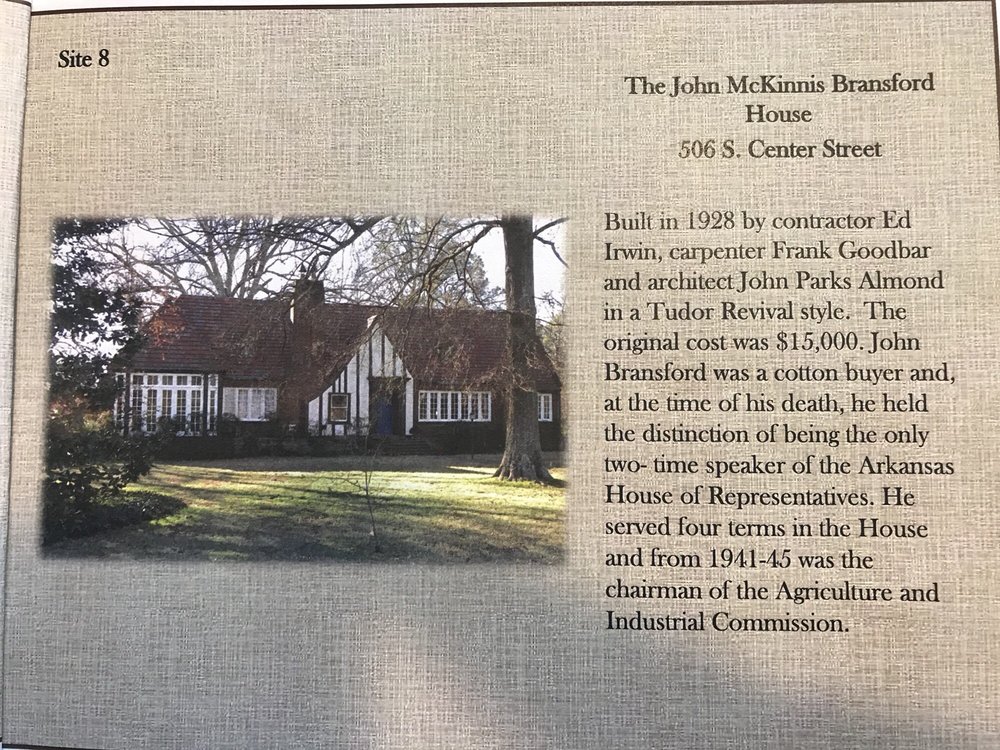 Site 8
The John McKinnis Bransford
House
506 S. Center Street
Built in 1928 by contractor Ed
Irwin, carpenter Frank Goodbar
and architect John Parks Almond
in a Tudor Revival style.  The
original cost was $15,000. John
Bransford was a cotton buyer and,
at the time of his death, he held
the distinction of being the only
two- time speaker of the Arkansas
House of Representatives. He
served four terms in the House
and from 1941-45 was the
chairman of the Agriculture and
Industrial Commission.